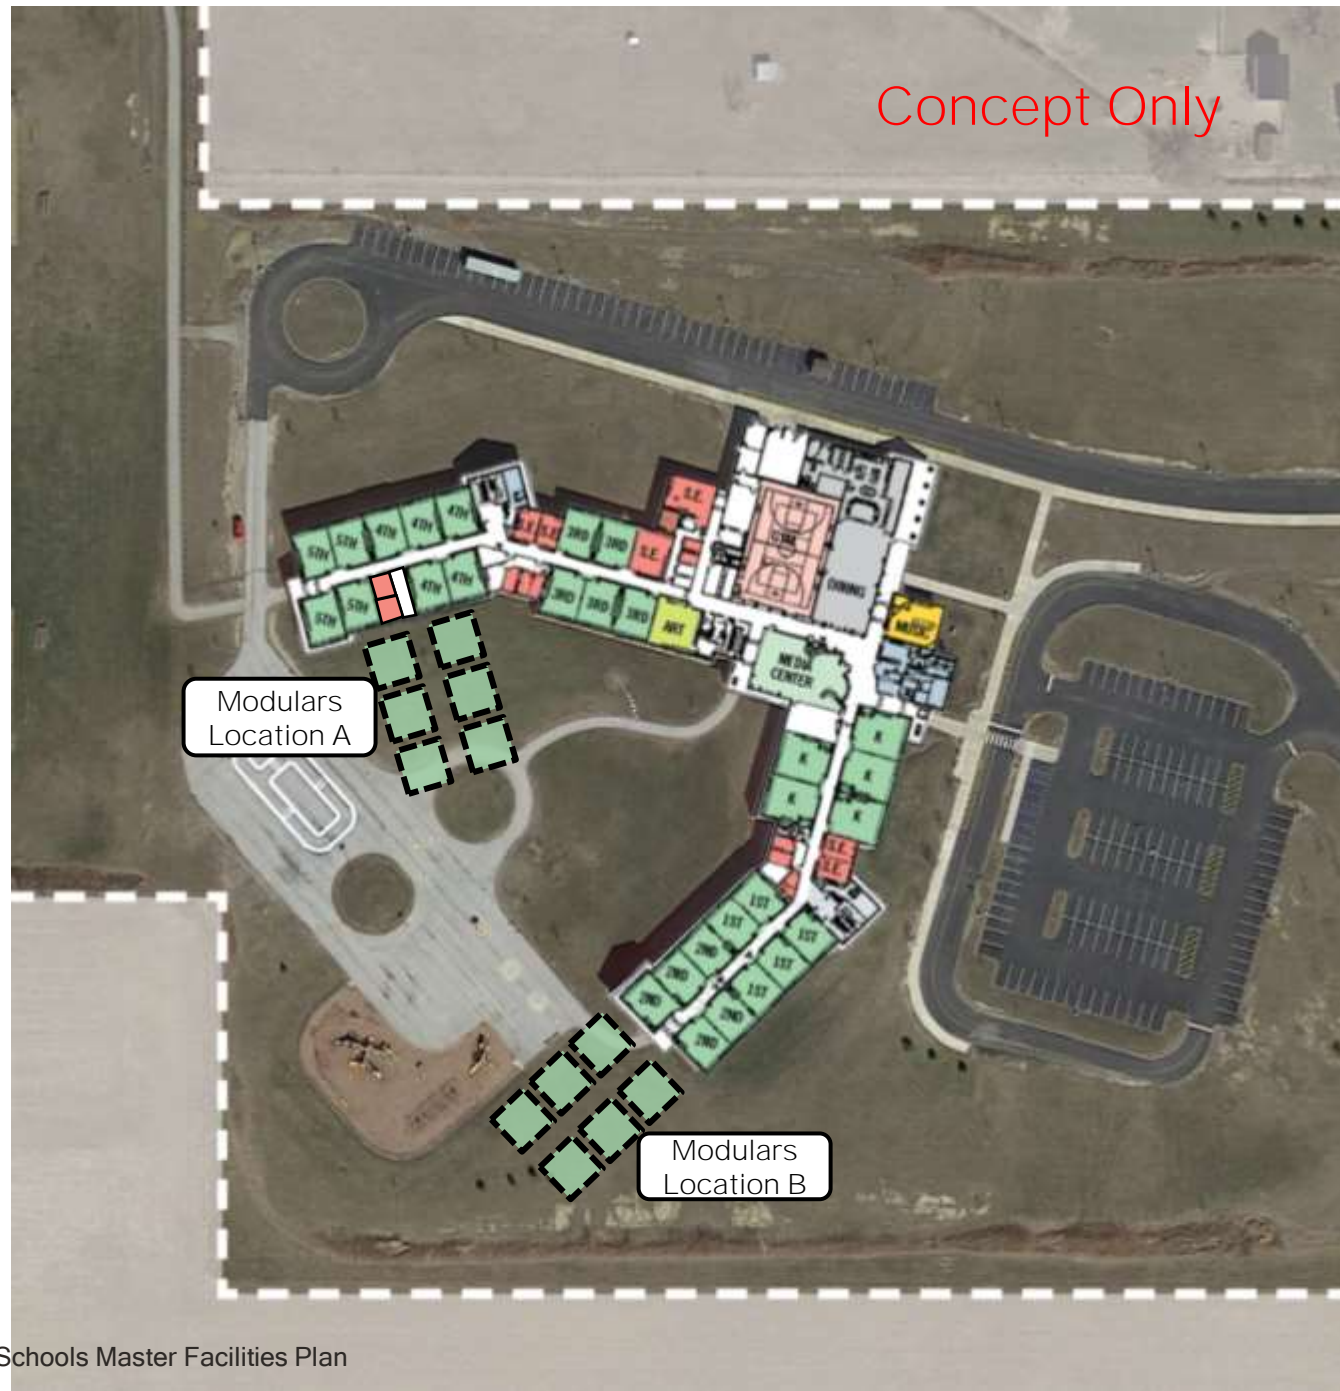 Concept Only
S.E.
4TH
4TH
4TH
5TH
5TH
S.E.
S.E.
3RD
3RD
S.E.
GYM
DINING
4TH
4TH
5TH
5TH
3RD
3RD
3RD
ART
MUSIC
MEDIA
CENTER
Modulars
Location A
K
K
K
K
K
S.E.
S.E.
1ST
1ST
2ND
2ND
2ND
1ST
1ST
1ST
2ND
2ND
Modulars
Location B
Schools Master Facilities Plan